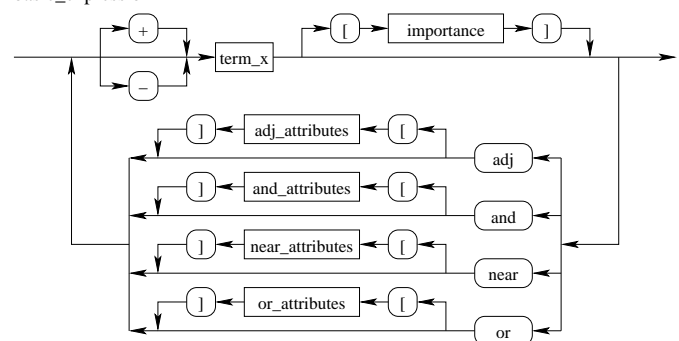 +
[ importance ]
term_x
−
] adj_attributes [
adj
] and_attributes [
and
] near_attributes [
near
] or_attributes [
or